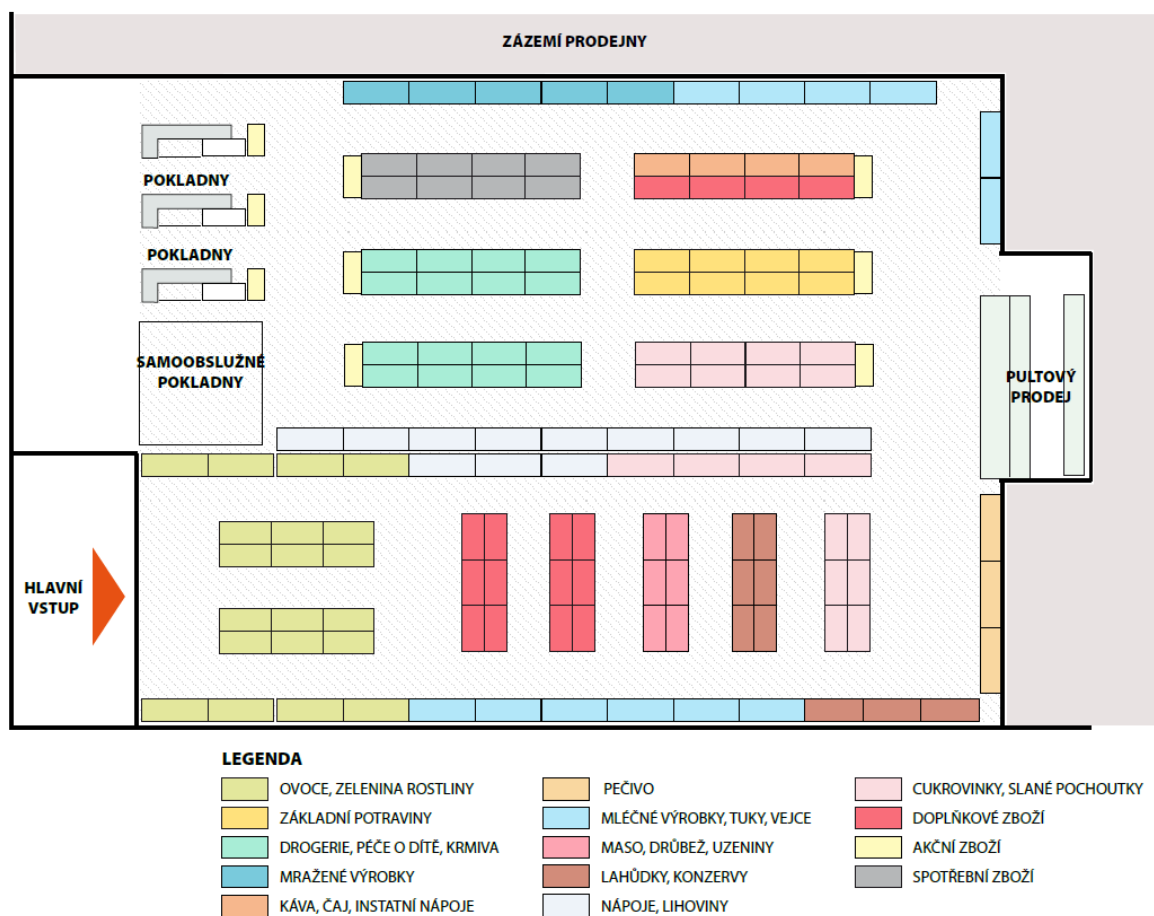 ZÁZEMÍ PRODEJNY
POKLADNY
POKLADNY
SAMOOBSLUŽNÉ
POKLADNY
PULTOVÝ
PRODEJ
HLAVNÍ
VSTUP
LEGENDA
OVOCE, ZELENINA ROSTLINY
ZÁKLADNÍ POTRAVINY
DROGERIE, PÉČE O DÍTĚ, KRMIVA
MRAŽENÉ VÝROBKY
KÁVA, ČAJ, INSTATNÍ NÁPOJE
PEČIVO
MLÉČNÉ VÝROBKY, TUKY, VEJCE
MASO, DRŮBEŽ, UZENINY
LAHŮDKY, KONZERVY
NÁPOJE, LIHOVINY
CUKROVINKY, SLANÉ POCHOUTKY
DOPLŇKOVÉ ZBOŽÍ
AKČNÍ ZBOŽÍ
SPOTŘEBNÍ ZBOŽÍ